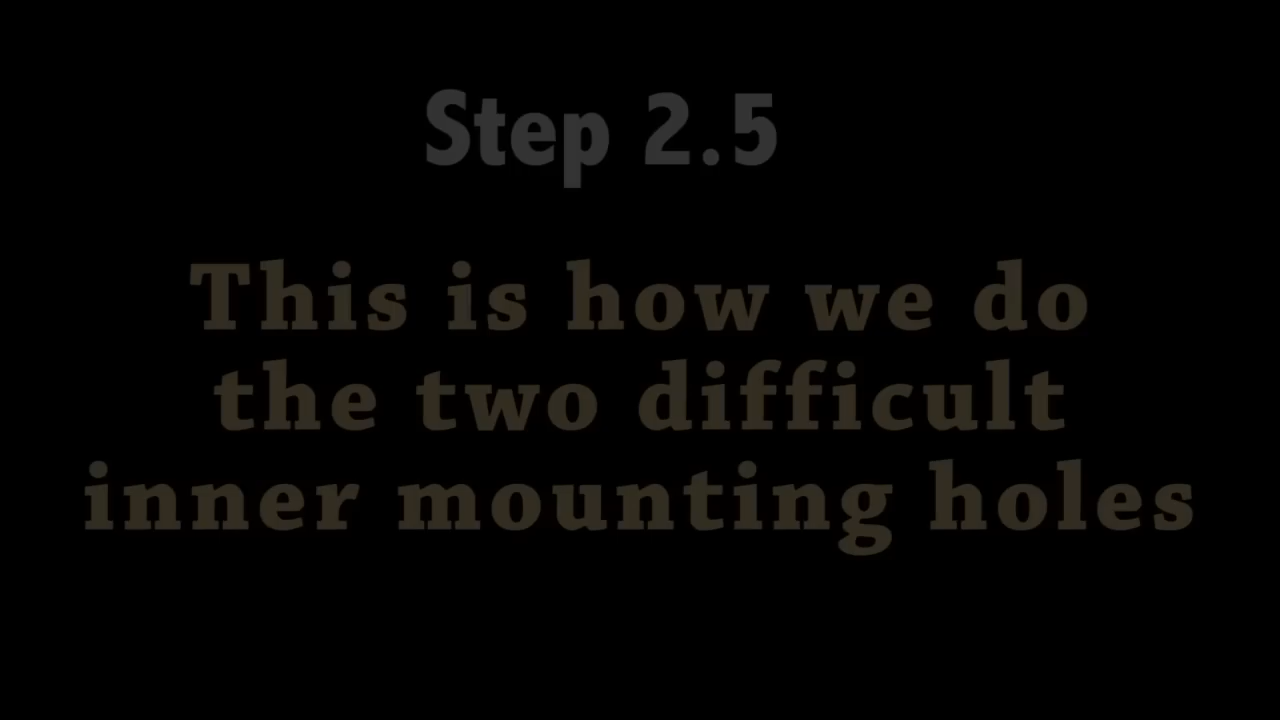 Step 2.5
This is how we do
the two difficult
inner mounting holes